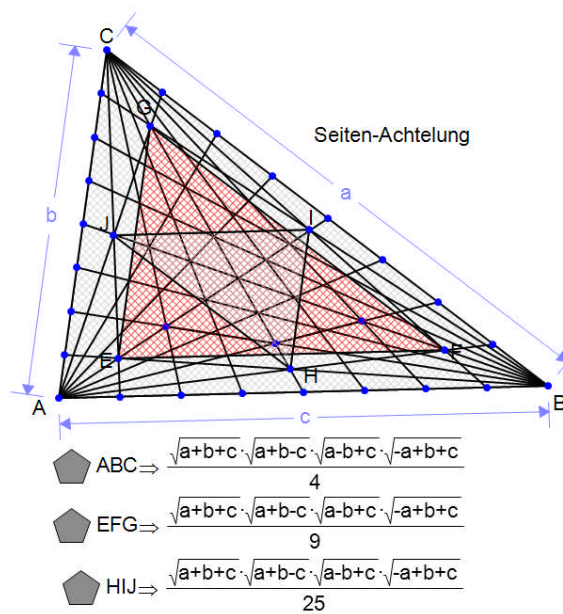 C
G
Seiten-Achtelung
a
b
J
I
E
F
H
A
B
c
ABC⇒ √a+b+c·√a+b-c·√a-b+c·√-a+b+c
4
EFG⇒ √a+b+c·√a+b-c·√a-b+c·√-a+b+c
9
HIJ⇒ √a+b+c·√a+b-c·√a-b+c·√-a+b+c
25